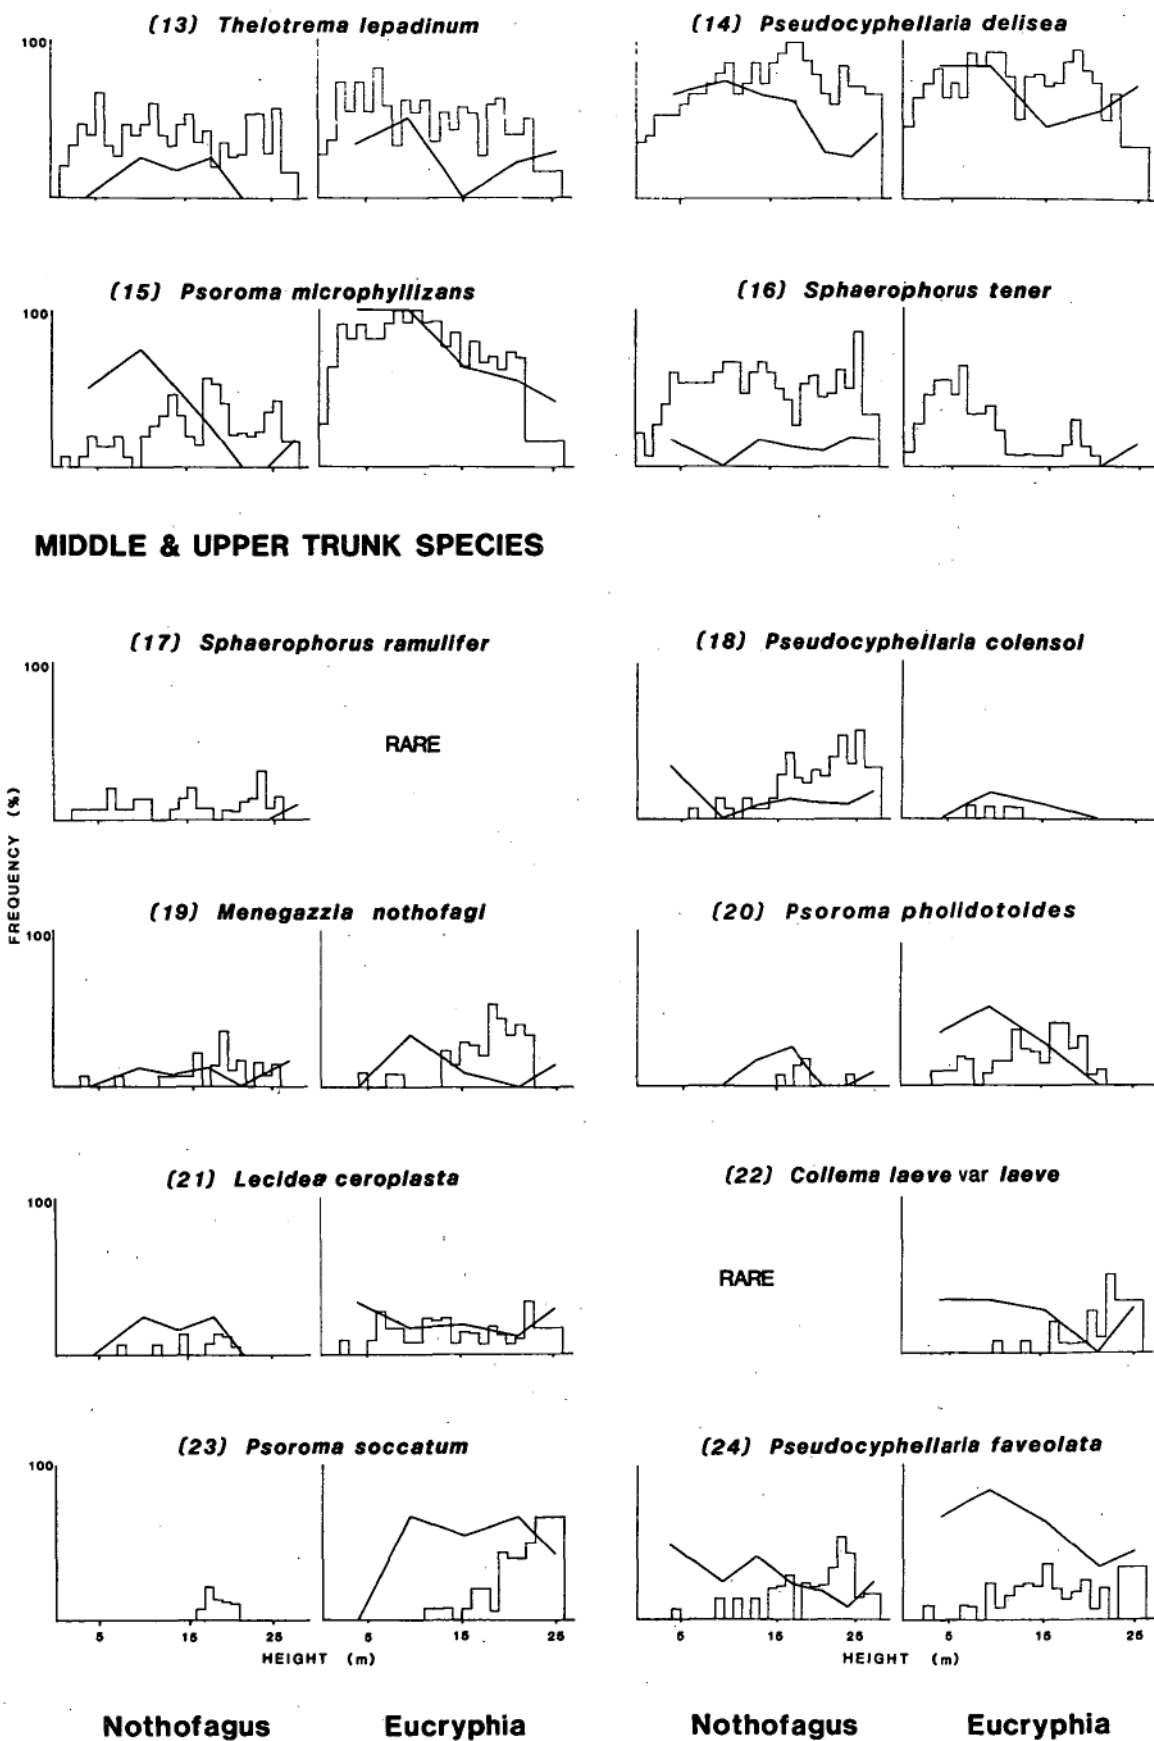 (13) Thelotrema lepadinum
(14) Pseudocyphellaria delisea
100
(15) Psoroma microphyllizans
(16) Sphaerophorus tener
100
MIDDLE & UPPER TRUNK SPECIES
(17) Sphaerophorus ramulifer
(18) Pseudocyphellaria colensoi
100
RARE
FREQUENCY (%)
(19) Menegazzia nothofagi
(20) Psoroma pholidotoides
100
(21) Lecidea ceroplasta
(22) Collema laeve var laeve
100
RARE
(23) Psoroma soccatum
(24) Pseudocyphellaria faveolata
100
5 15 25 5 15 25 5 15 25 5 15 25
HEIGHT (m) HEIGHT (m)
Nothofagus Eucryphia Nothofagus Eucryphia